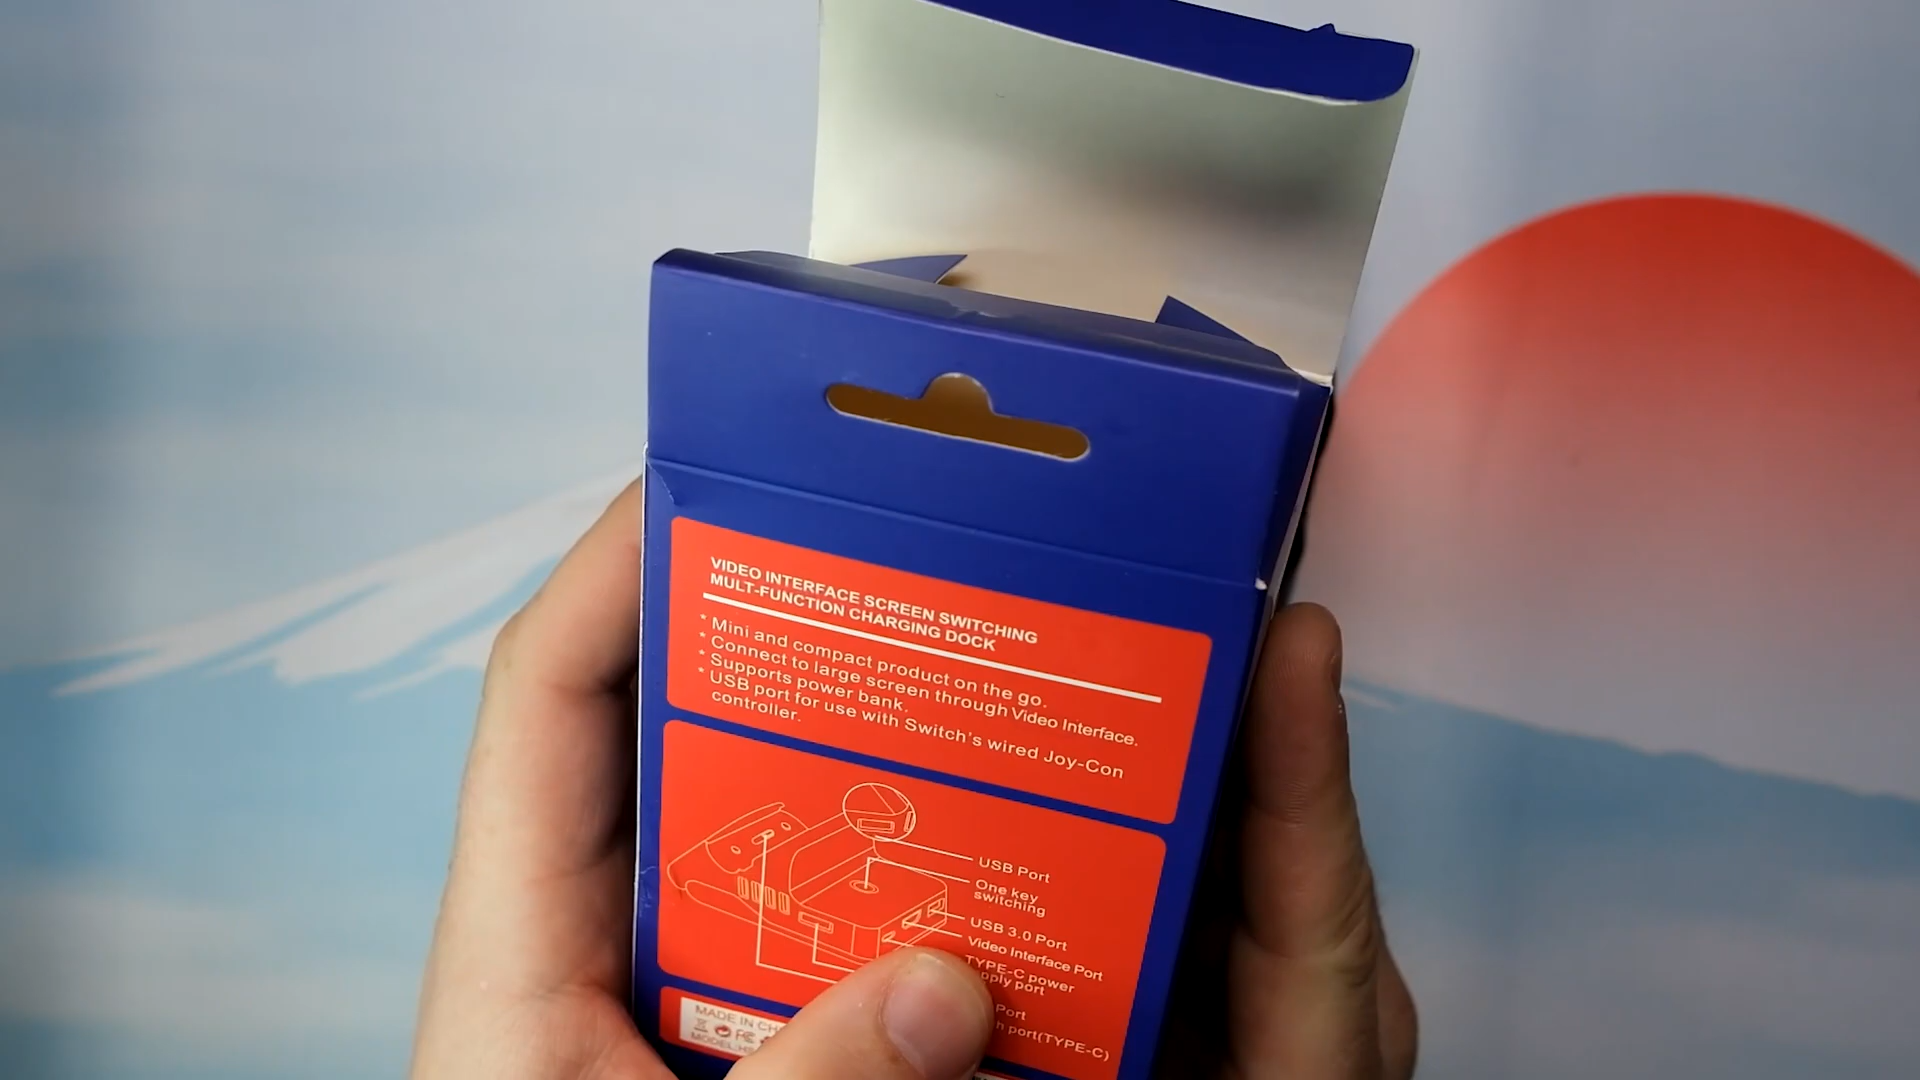 VIDEO INTERFACE SCREEN SWITCHING
MULT-FUNCTION CHARGING DOCK
* Mini and compact product on the go.
* Connect to large screen through Video Interface.
* Supports power bank.
* USB port for use with Switch's wired Joy-Con
controller.
USB Port
One key
switching
USB 3.0 Port
Video Interface Port
TYPE-C power
port
Port
port(TYPE-C)
MADE IN
MODEL: